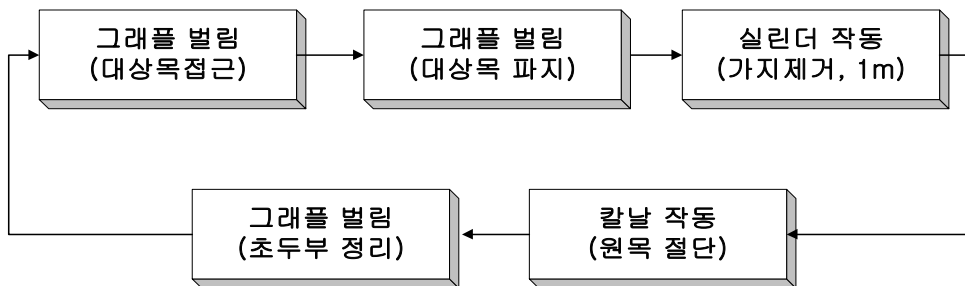 그래플 벌림
(대상목접근)
그래플 벌림
(대상목 파지)
실린더 작동
(가지제거, 1m)
칼날 작동
(원목 절단)
그래플 벌림
(초두부 정리)